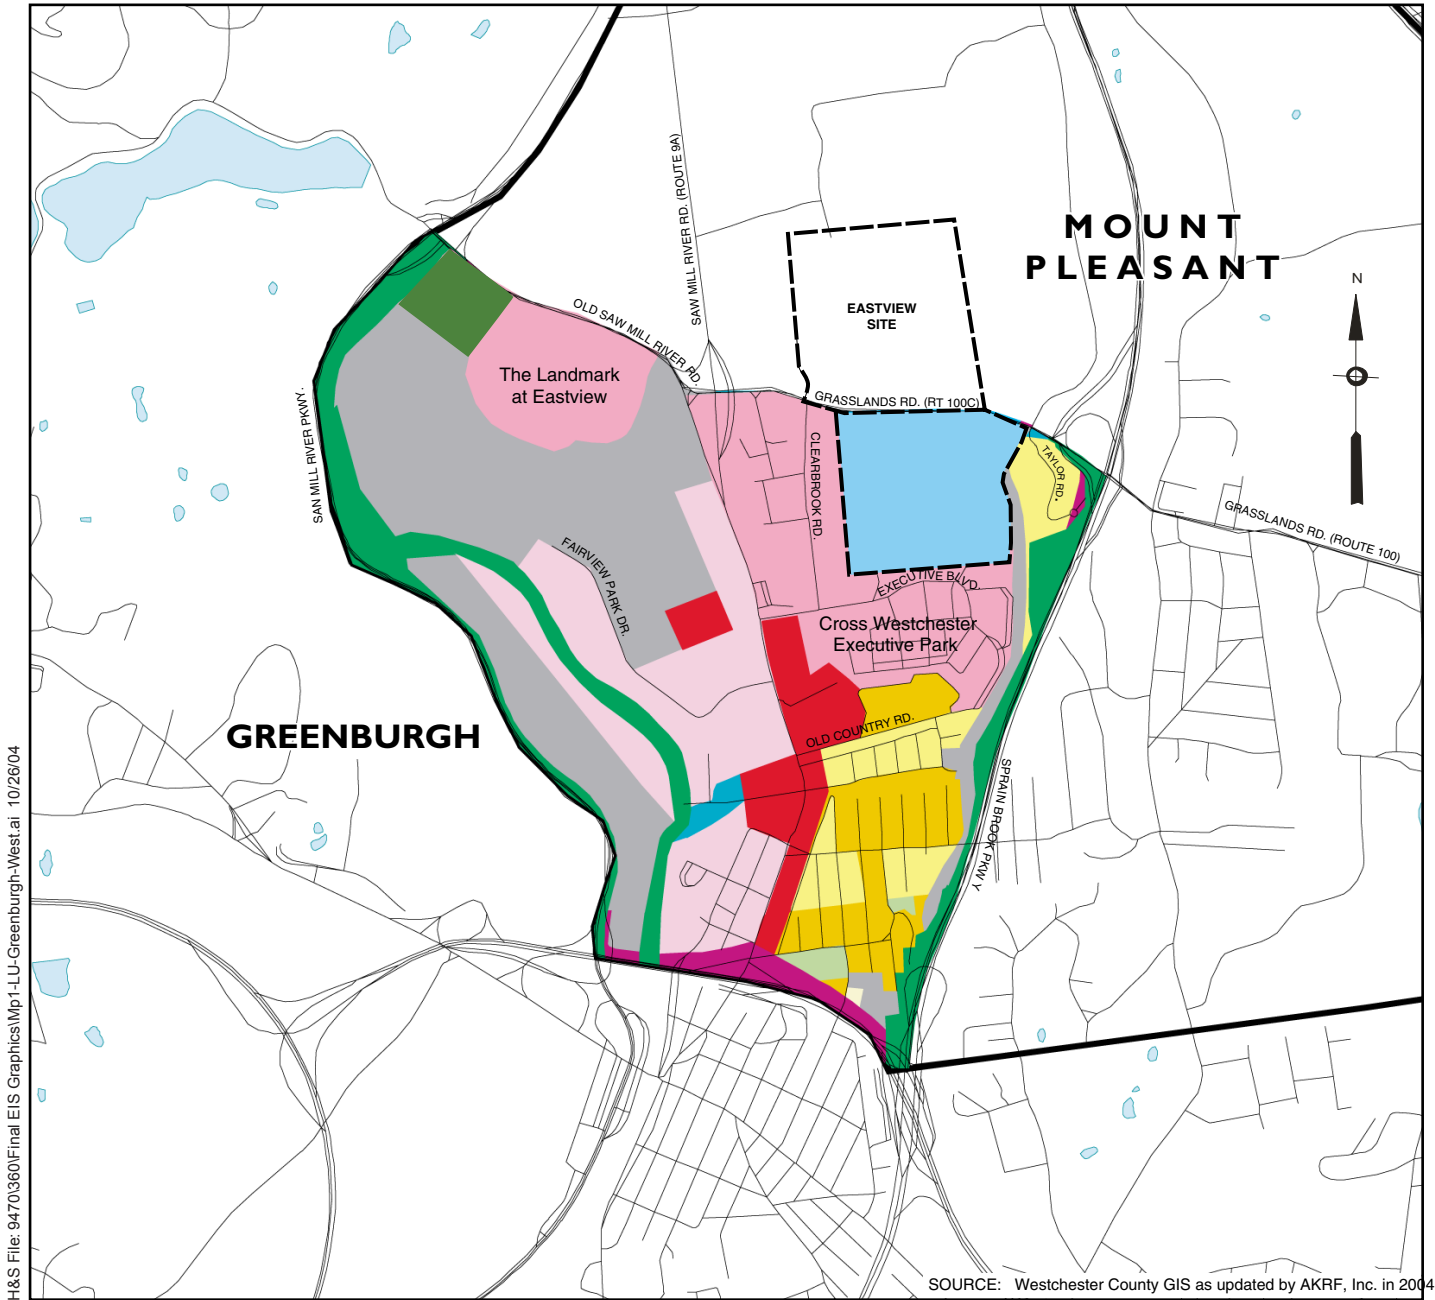 MOUNT
PLEASANT
N
SAW MILL RIVER RD. (ROUTE 9A)
EASTVIEW
SITE
OLD SAW MILL RIVER RD.
The Landmark
at Eastview
GRASSLANDS RD. (RT 100C)
SAN MILL RIVER PKWY.
CLEARBROOK RD.
TAYLOR RD.
GRASSLANDS RD. (ROUTE 100)
FAIRVIEW PARK DR.
EXECUTIVE BLVD.
Cross Westchester
Executive Park
GREENBURGH
OLD COUNTRY RD.
SPRAIN BROOK PKWY
H&S File: 9470\360\Final EIS Graphics\Mp1-LU-Greenburgh-West.ai 10/26/04
SOURCE: Westchester County GIS as updated by AKRF, Inc. in 2004